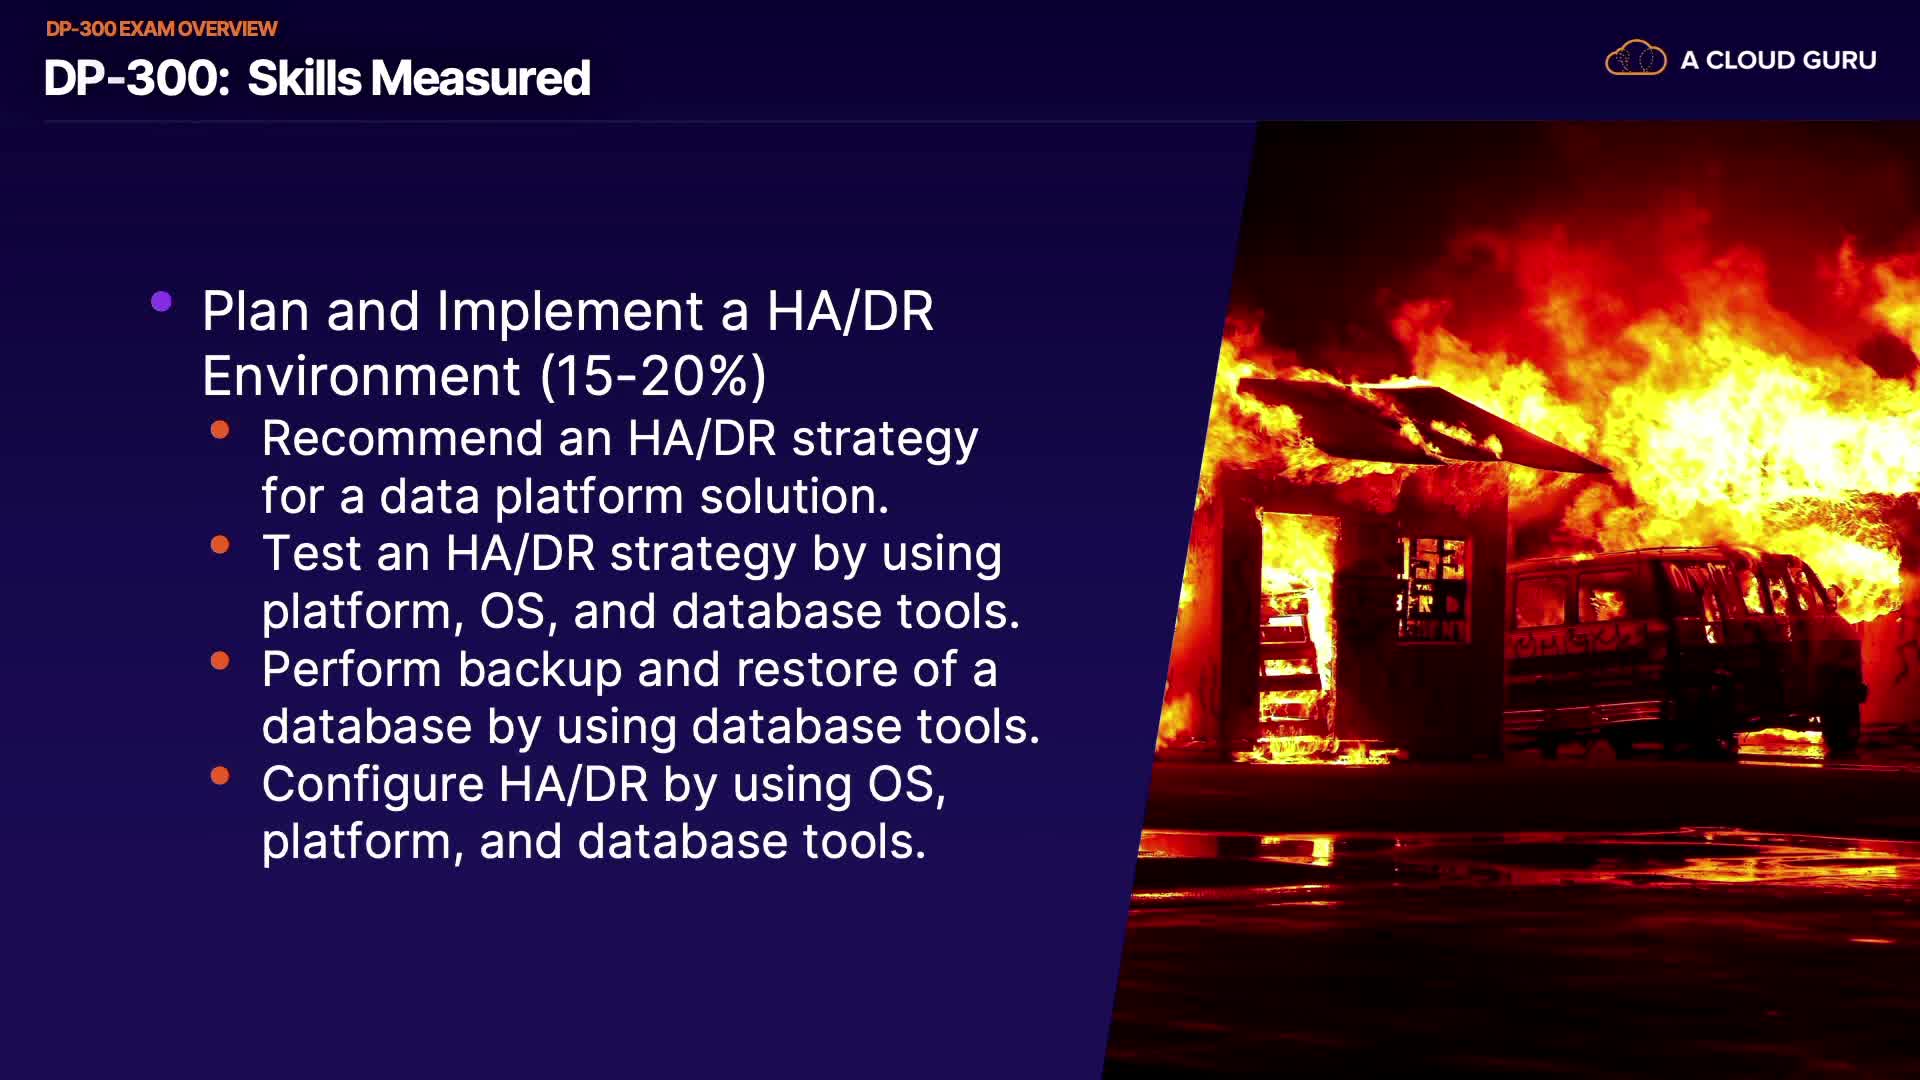 DP-300 EXAM OVERVIEW
DP-300: Skills Measured
A CLOUD GURU
Plan and Implement a HA/DR
Environment (15-20%)
Recommend an HA/DR strategy
for a data platform solution.
Test an HA/DR strategy by using
platform, OS, and database tools.
Perform backup and restore of a
database by using database tools.
Configure HA/DR by using OS,
platform, and database tools.